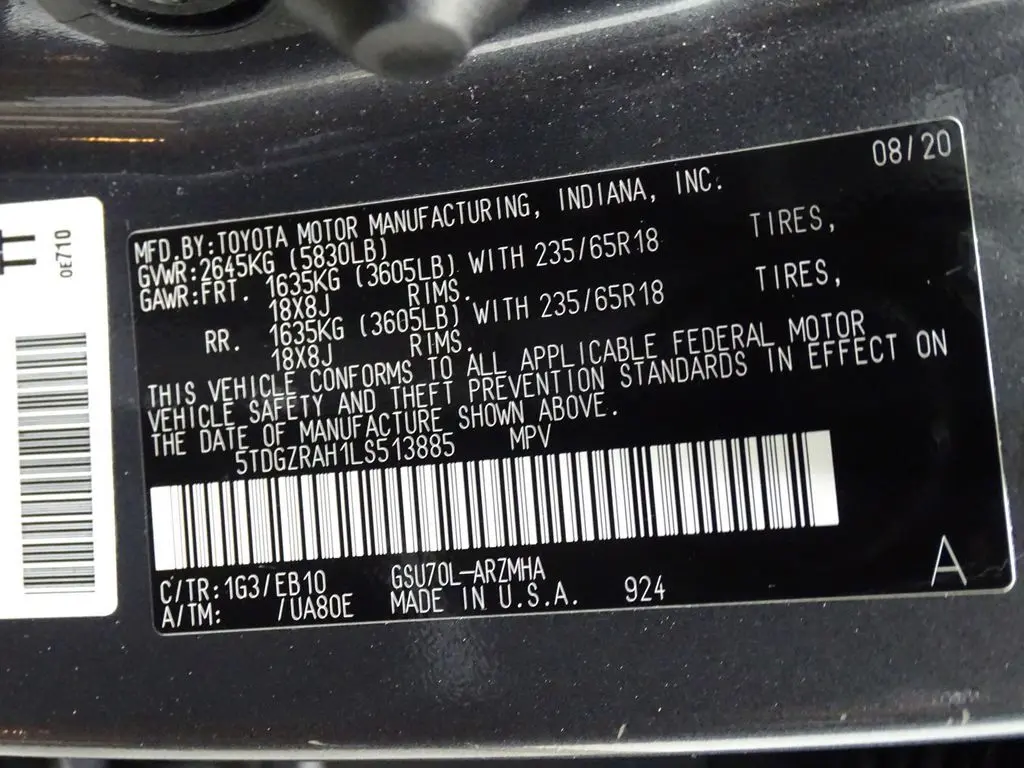 TT
0E710
08/20
MFD.BY:TOYOTA MOTOR MANUFACTURING, INDIANA, INC.
GVWR:2645KG (5830LB)
GAWR:FRT. 1635KG (3605LB) WITH 235/65R18 TIRES,
18X8J RIMS.
RR. 1635KG (3605LB) WITH 235/65R18 TIRES,
18X8J RIMS.
THIS VEHICLE CONFORMS TO ALL APPLICABLE FEDERAL MOTOR
VEHICLE SAFETY AND THEFT PREVENTION STANDARDS IN EFFECT ON
THE DATE OF MANUFACTURE SHOWN ABOVE.
5TDGZRAH1LS513885 MPV
C/TR:1G3/EB10 GSU70L-ARZMHA
A/TM: /UA80E MADE IN U.S.A. 924
A